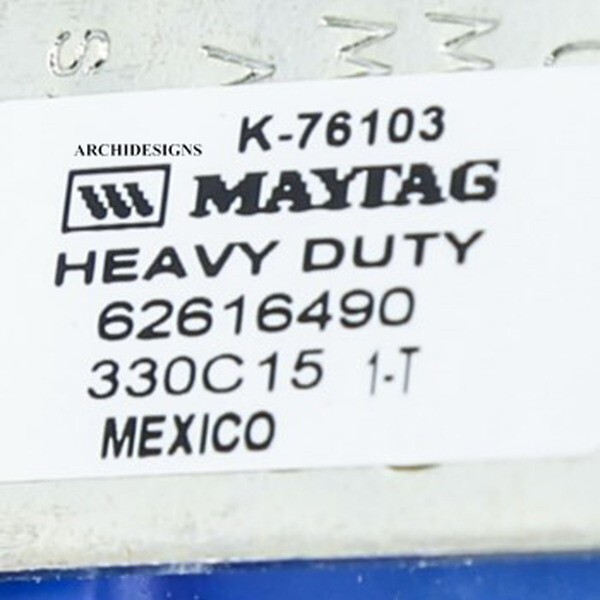 K-76103
ARCHIDESIGNS
MAYTAG
HEAVY DUTY
62616490
330C15 1-T
MEXICO